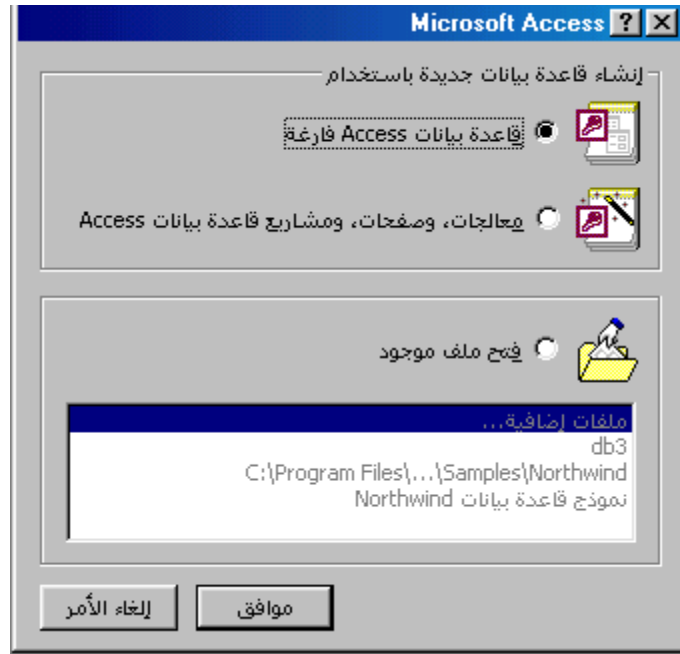 Microsoft Access
إنشاء قاعدة بيانات جديدة باستخدام
قاعدة بيانات Access فارغة
معالجات، وصفحات، ومشاريع قاعدة بيانات Access
فتح ملف موجود
ملفات إضافية...
db3
C:\Program Files\...\Samples\Northwind
نموذج قاعدة بيانات Northwind
موافق
إلغاء الأمر